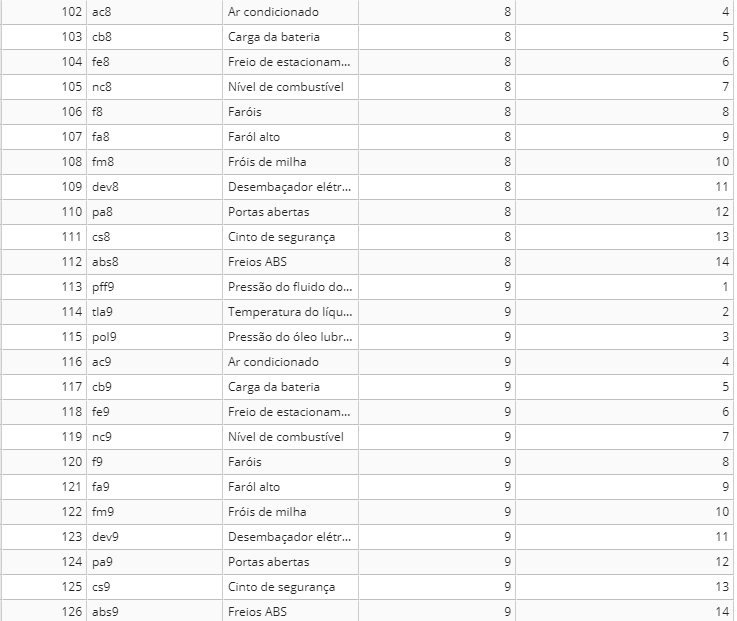 102 ac8 Ar condicionado 8 4
103 cb8 Carga da bateria 8 5
104 fe8 Freio de estacionam... 8 6
105 nc8 Nível de combustível 8 7
106 f8 Faróis 8 8
107 fa8 Faról alto 8 9
108 fm8 Fróis de milha 8 10
109 dev8 Desembaçador elétr... 8 11
110 pa8 Portas abertas 8 12
111 cs8 Cinto de segurança 8 13
112 abs8 Freios ABS 8 14
113 pff9 Pressão do fluido do... 9 1
114 tla9 Temperatura do líqu... 9 2
115 pol9 Pressão do óleo lubr... 9 3
116 ac9 Ar condicionado 9 4
117 cb9 Carga da bateria 9 5
118 fe9 Freio de estacionam... 9 6
119 nc9 Nível de combustível 9 7
120 f9 Faróis 9 8
121 fa9 Faról alto 9 9
122 fm9 Fróis de milha 9 10
123 dev9 Desembaçador elétr... 9 11
124 pa9 Portas abertas 9 12
125 cs9 Cinto de segurança 9 13
126 abs9 Freios ABS 9 14